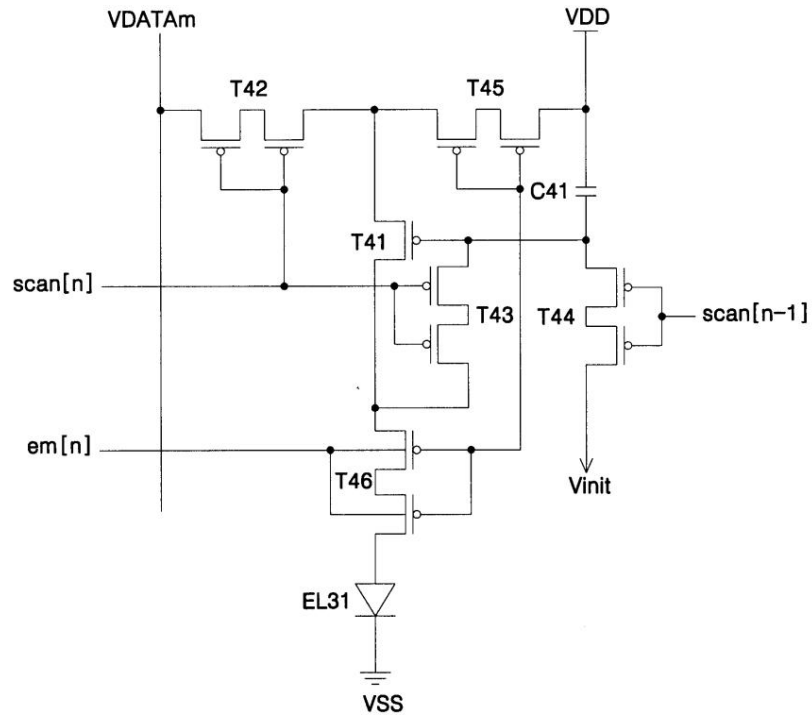 VDATAm
VDD
T42
T45
C41
T41
scan[n]
T43
T44
scan[n-1]
em[n]
T46
Vinit
EL31
VSS